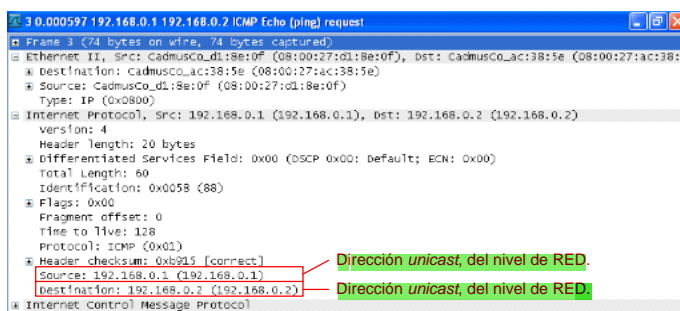 3 0.000597 192.168.0.1 192.168.0.2 ICMP Echo (ping) request
Frame 3 (74 bytes on wire, 74 bytes captured)
Ethernet II, Src: CadmusCo_d1:8e:0f (08:00:27:d1:8e:0f), Dst: CadmusCo_ac:38:5e (08:00:27:ac:38:
Destination: CadmusCo_ac:38:5e (08:00:27:ac:38:5e)
Source: CadmusCo_d1:8e:0f (08:00:27:d1:8e:0f)
Type: IP (0x0800)
Internet Protocol, Src: 192.168.0.1 (192.168.0.1), Dst: 192.168.0.2 (192.168.0.2)
Version: 4
Header length: 20 bytes
Differentiated Services Field: 0x00 (DSCP 0x00: Default; ECN: 0x00)
Total Length: 60
Identification: 0x0058 (88)
Flags: 0x00
Fragment offset: 0
Time to live: 128
Protocol: ICMP (0x01)
Header checksum: 0xb915 [correct]
Source: 192.168.0.1 (192.168.0.1)
Dirección unicast, del nivel de RED.
Destination: 192.168.0.2 (192.168.0.2)
Dirección unicast, del nivel de RED.
Internet Control Message Protocol